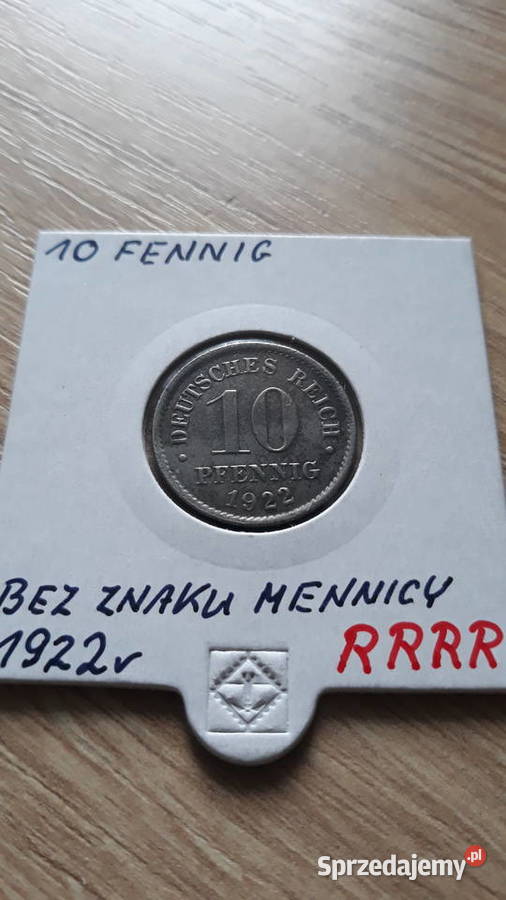 10 FENNIG
DEUTSCHES REICH
10
PFENNIG
1922
BEZ ZNAKU MENNICY
1922r RRRR
Sprzedajemy.pl